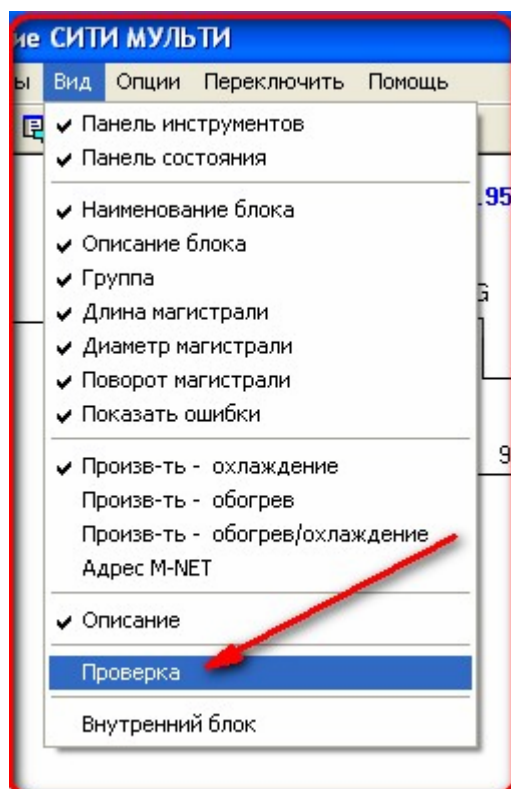 ие СИТИ МУЛЬТИ
ы Вид Опции Переключить Помощь
Панель инструментов
Панель состояния
.95
Наименование блока
Описание блока
Группа
G
Длина магистрали
Диаметр магистрали
Поворот магистрали
Показать ошибки
9
Произв-ть - охлаждение
Произв-ть - обогрев
Произв-ть - обогрев/охлаждение
Адрес M-NET
Описание
Проверка
Внутренний блок